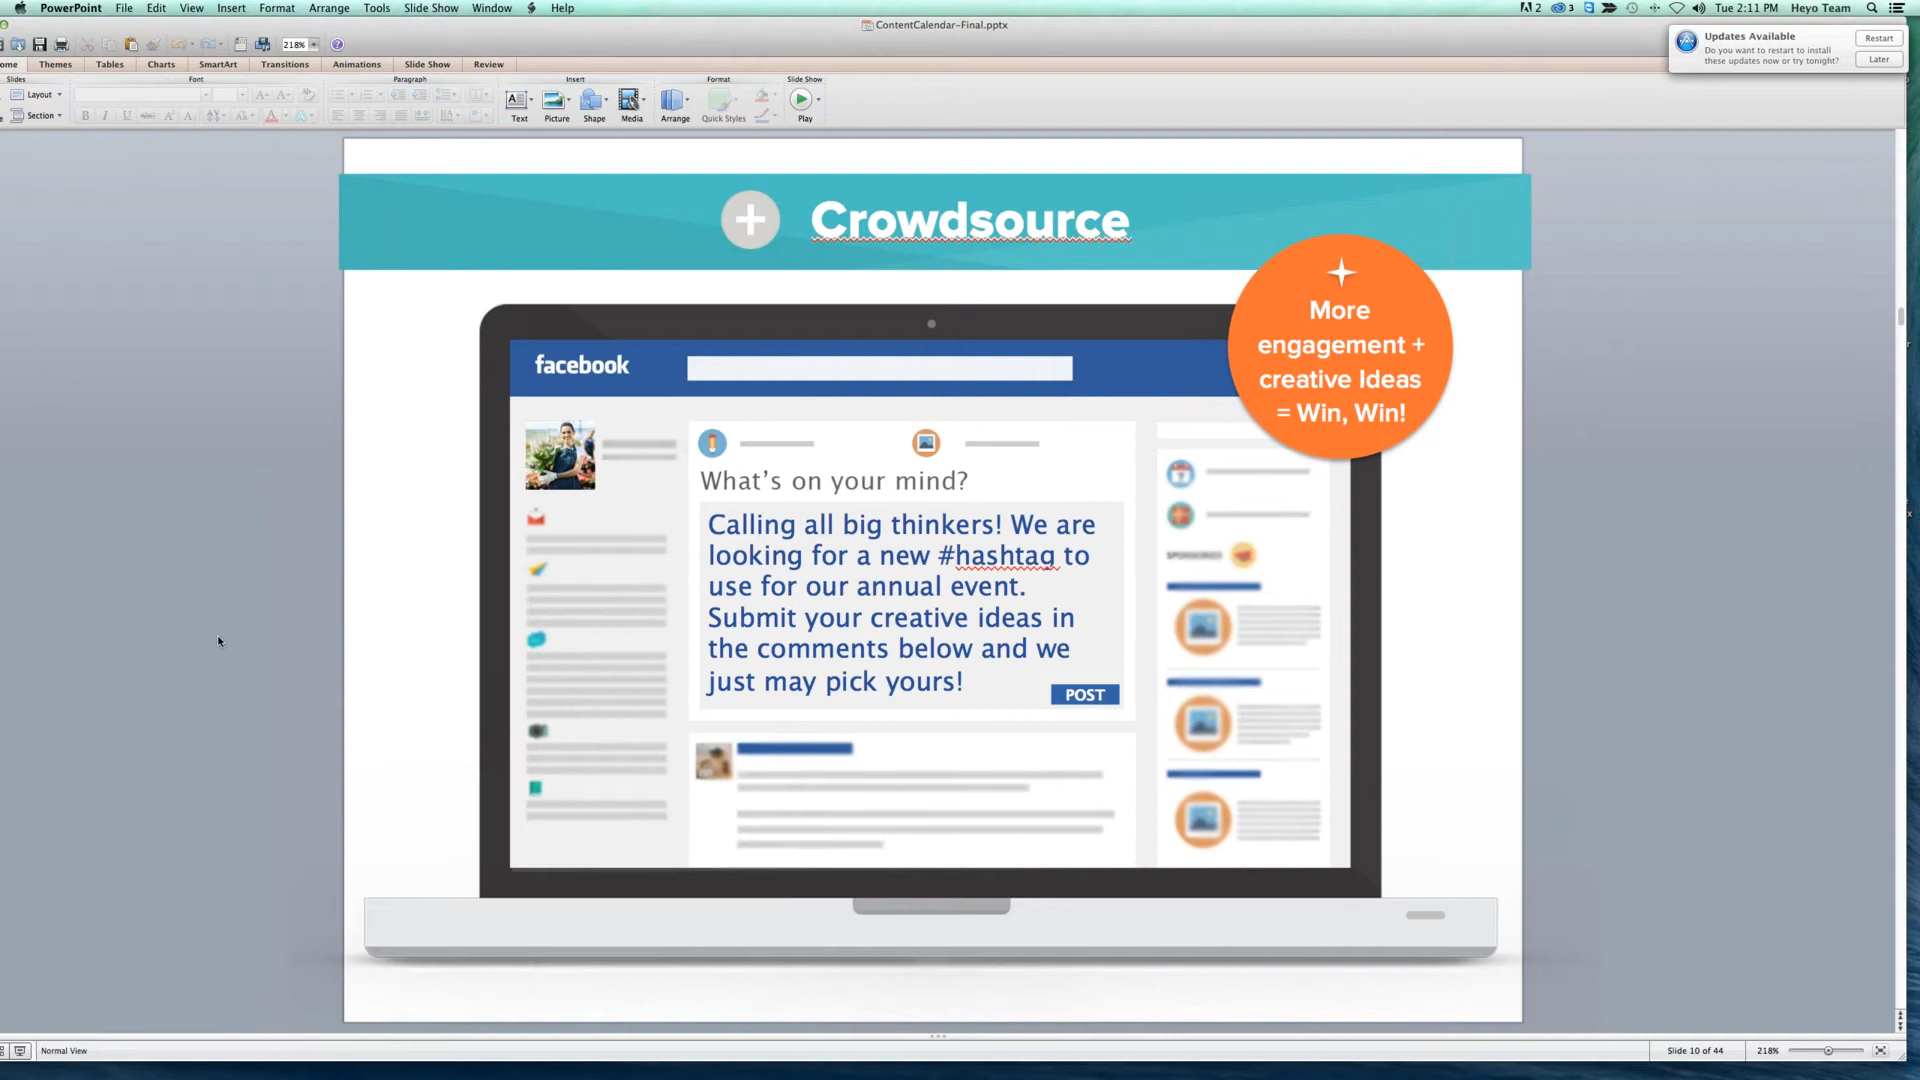 PowerPoint File Edit View Insert Format Arrange Tools Slide Show Window Help
2 3 Tue 2:11 PM Heyo Team
ContentCalendar-Final.pptx
Updates Available
Do you want to restart to install
these updates now or try tonight?
Restart
Later
218%
ome Themes Tables Charts SmartArt Transitions Animations Slide Show Review
Slides Font Paragraph Insert Format Slide Show
Layout
Section
B I U ABC
Text Picture Shape Media Arrange Quick Styles Play
Crowdsource
More
engagement +
creative Ideas
= Win, Win!
facebook
What's on your mind?
Calling all big thinkers! We are
looking for a new #hashtag to
use for our annual event.
Submit your creative ideas in
the comments below and we
just may pick yours!
POST
SPONSORED
Normal View
Slide 10 of 44
218%